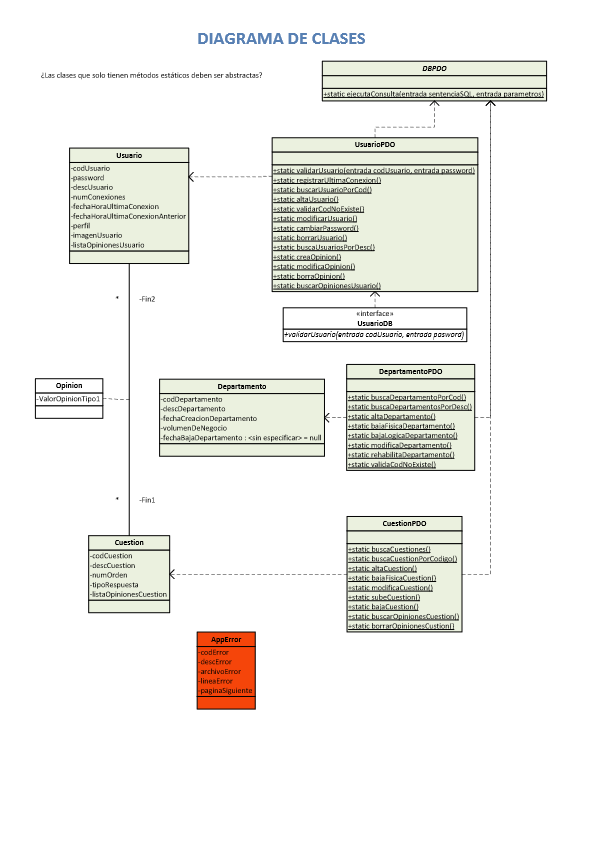 DIAGRAMA DE CLASES
¿Las clases que solo tienen métodos estáticos deben ser abstractas?
DBPDO
+static ejecutaConsulta(entrada sentenciaSQL, entrada parametros)
UsuarioPDO
+static validarUsuario(entrada codUsuario, entrada password)
+static registrarUltimaConexion()
+static buscarUsuarioPorCod()
+static altaUsuario()
+static validarCodNoExiste()
+static modificarUsuario()
+static cambiarPassword()
+static borrarUsuario()
+static buscaUsuariosPorDesc()
+static creaOpinion()
+static modificaOpinion()
+static borraOpinion()
+static buscarOpinionesUsuario()
Usuario
-codUsuario
-password
-descUsuario
-numConexiones
-fechaHoraUltimaConexion
-fechaHoraUltimaConexionAnterior
-perfil
-imagenUsuario
-listaOpinionesUsuario
*
-Fin2
«interface»
UsuarioDB
+validarUsuario(entrada codUsuario, entrada pasword)
Opinion
-ValorOpinionTipo1
Departamento
-codDepartamento
-descDepartamento
-fechaCreacionDepartamento
-volumenDeNegocio
-fechaBajaDepartamento : <sin especificar> = null
DepartamentoPDO
+static buscaDepartamentoPorCod()
+static buscaDepartamentosPorDesc()
+static altaDepartamento()
+static bajaFisicaDepartamento()
+static bajaLogicaDepartamento()
+static modificaDepartamento()
+static rehabilitaDepartamento()
+static validaCodNoExiste()
*
-Fin1
Cuestion
-codCuestion
-descCuestion
-numOrden
-tipoRespuesta
-listaOpinionesCuestion
CuestionPDO
+static buscaCuestiones()
+static buscaCuestionPorCodigo()
+static altaCuestion()
+static bajaFisicaCuestion()
+static modificaCuestion()
+static subeCuestion()
+static bajaCuestion()
+static buscarOpinionesCuestion()
+static borrarOpinionesCustion()
AppError
-codError
-descError
-archivoError
-lineaError
-paginaSiguiente